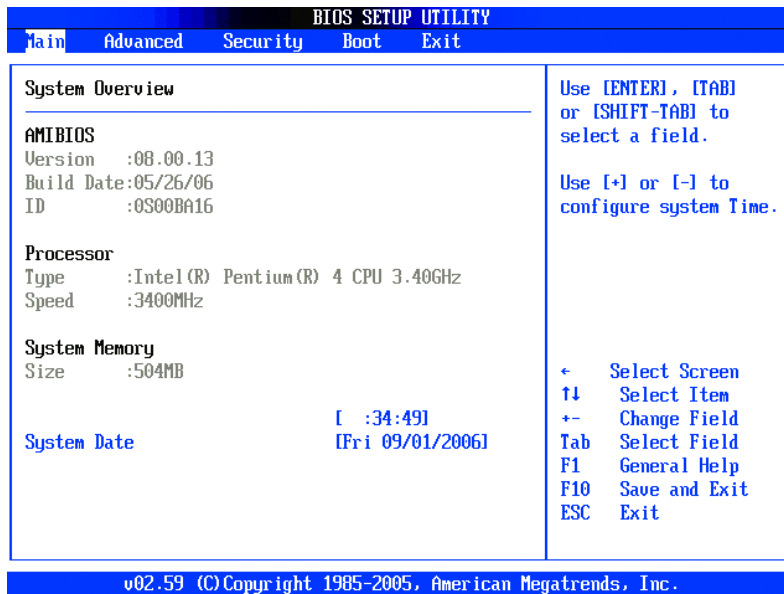 BIOS SETUP UTILITY
Main Advanced Security Boot Exit
System Overview
AMIBIOS
Version :08.00.13
Build Date:05/26/06
ID :0S00BA16
Processor
Type :Intel(R) Pentium(R) 4 CPU 3.40GHz
Speed :3400MHz
System Memory
Size :504MB
[ :34:49]
System Date [Fri 09/01/2006]
Use [ENTER], [TAB]
or [SHIFT-TAB] to
select a field.
Use [+] or [-] to
configure system Time.
← Select Screen
↑↓ Select Item
+- Change Field
Tab Select Field
F1 General Help
F10 Save and Exit
ESC Exit
v02.59 (C)Copyright 1985-2005, American Megatrends, Inc.